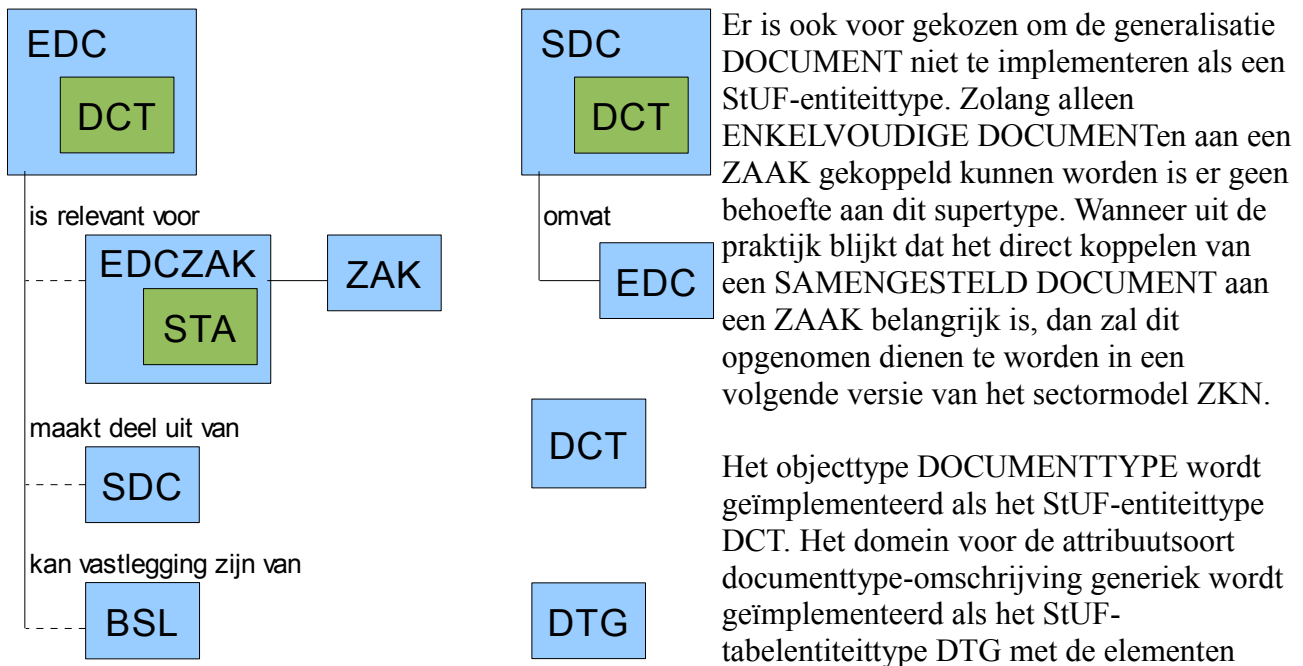 EDC
DCT
is relevant voor
EDCZAK
STA
ZAK
maakt deel uit van
SDC
kan vastlegging zijn van
BSL
SDC
DCT
omvat
EDC
DCT
DTG
Er is ook voor gekozen om de generalisatie
DOCUMENT niet te implementeren als een
StUF-entiteittype. Zolang alleen
ENKELVOUDIGE DOCUMENTen aan een
ZAAK gekoppeld kunnen worden is er geen
behoefte aan dit supertype. Wanneer uit de
praktijk blijkt dat het direct koppelen van
een SAMENGESTELD DOCUMENT aan
een ZAAK belangrijk is, dan zal dit
opgenomen dienen te worden in een
volgende versie van het sectormodel ZKN.
Het objecttype DOCUMENTTYPE wordt
geïmplementeerd als het StUF-entiteittype
DCT. Het domein voor de attribuutsoort
documenttype-omschrijving generiek wordt
geïmplementeerd als het StUF-
tabelentiteittype DTG met de elementen